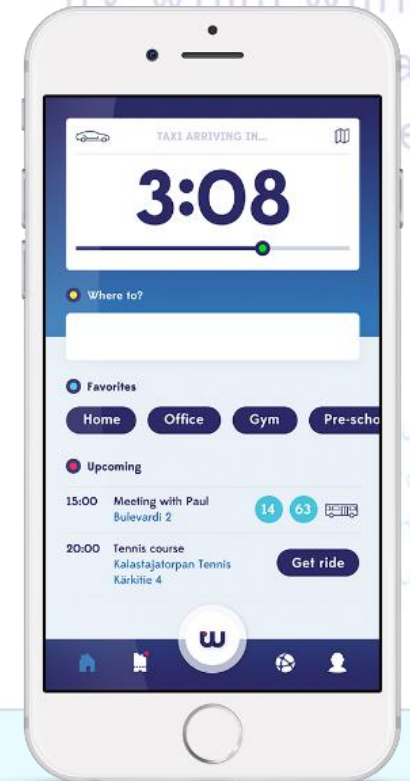 TAXI ARRIVING IN...
3:08
Where to?
Favorites
Home Office Gym Pre-scho
Upcoming
15:00 Meeting with Paul 14 63
Bulevardi 2
20:00 Tennis course
Kalastajatorpan Tennis Get ride
Kärkitie 4
w